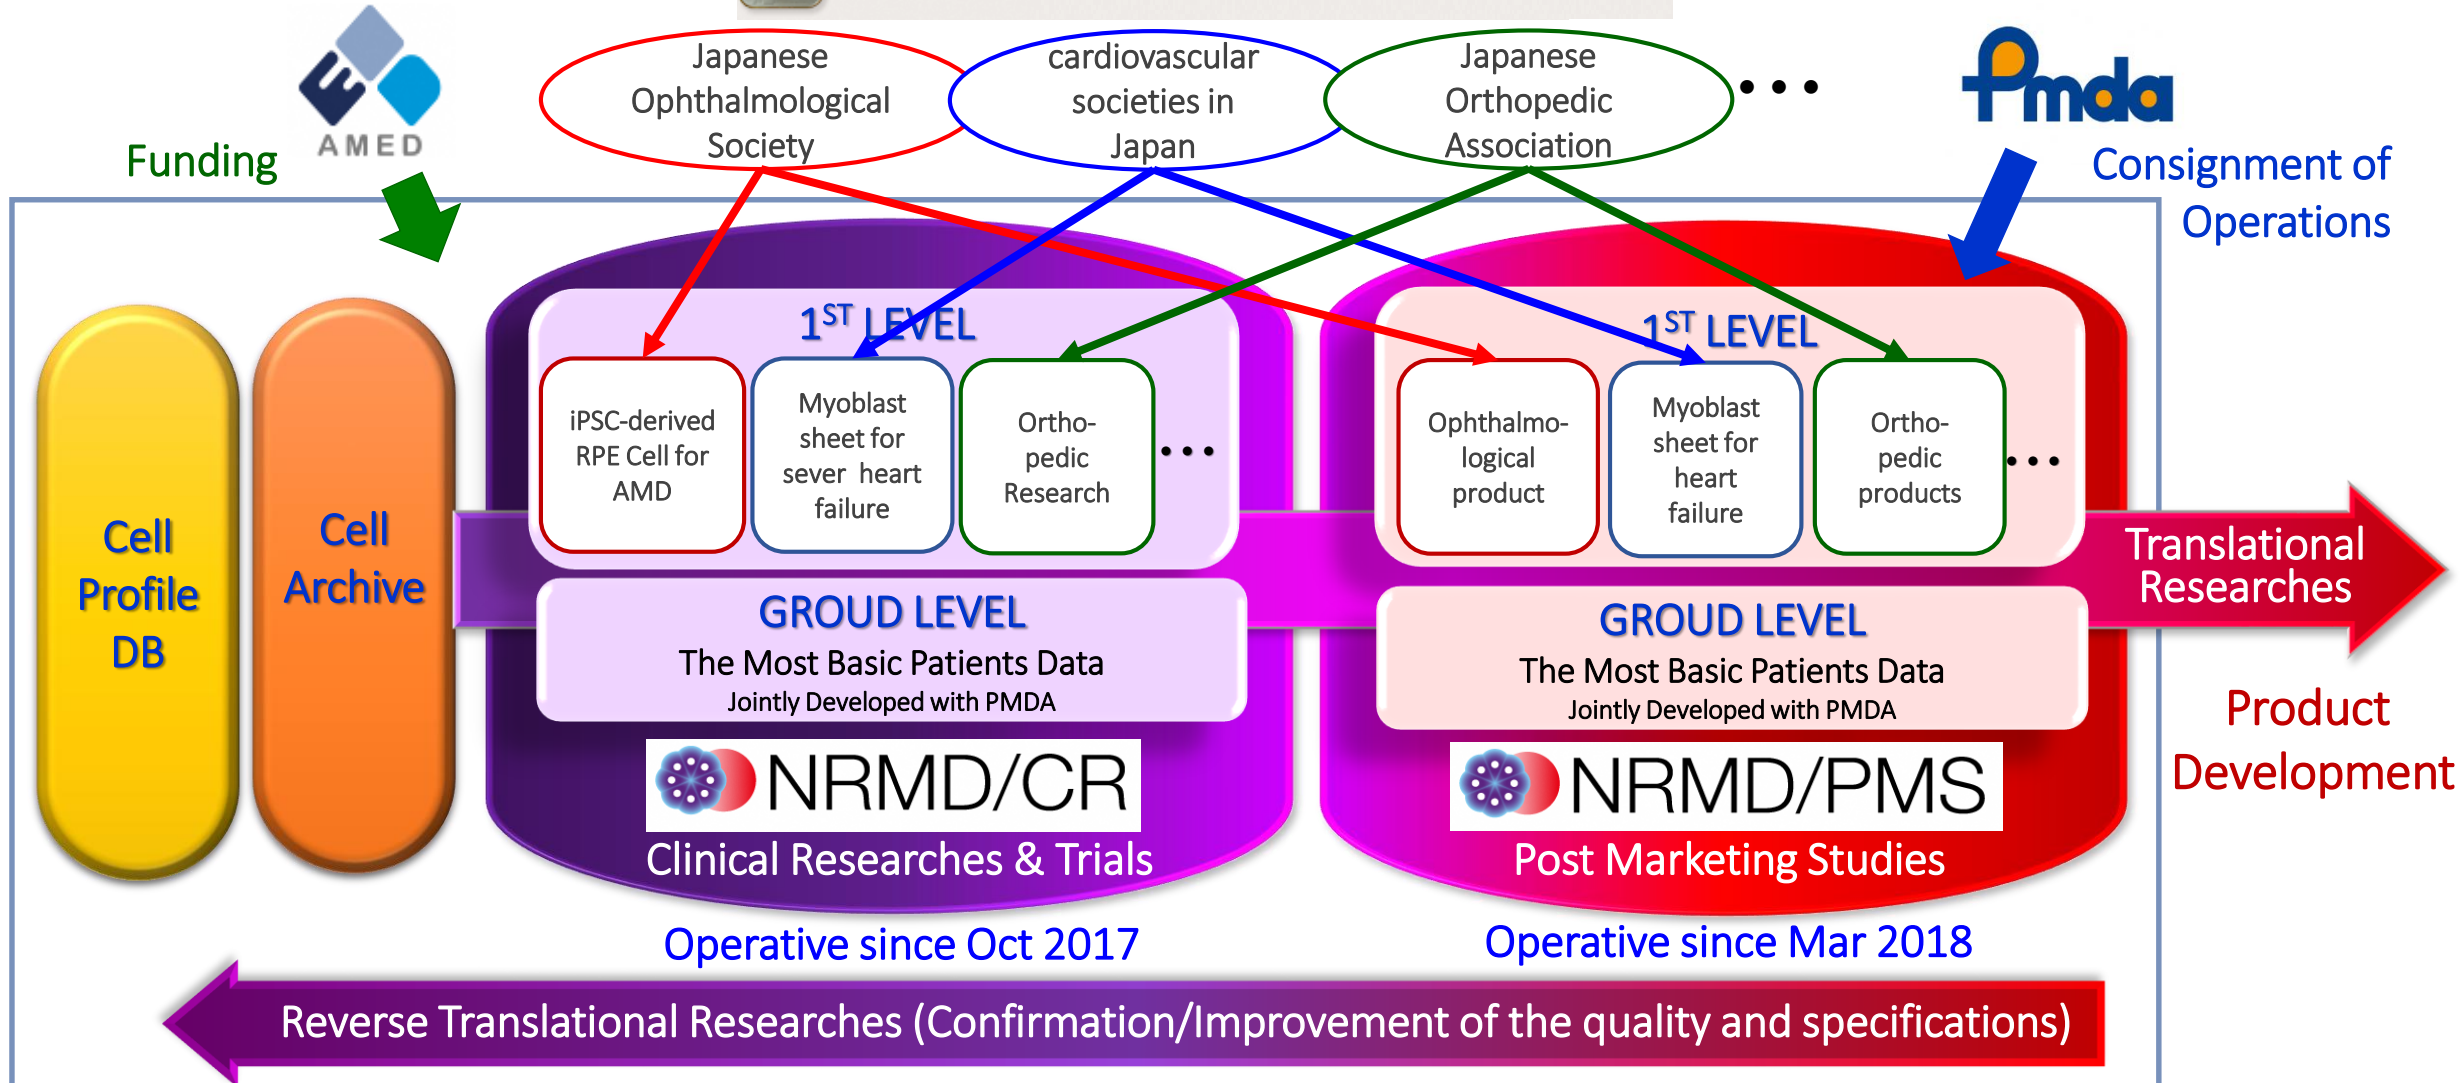 AMED
Funding
Japanese
Ophthalmological
Society
cardiovascular
societies in
Japan
Japanese
Orthopedic
Association
• • •
Pmda
Consignment of
Operations
Cell
Profile
DB
Cell
Archive
1ST LEVEL
iPSC-derived
RPE Cell for
AMD
Myoblast
sheet for
sever heart
failure
Ortho-
pedic
Research
• • •
GROUD LEVEL
The Most Basic Patients Data
Jointly Developed with PMDA
NRMD/CR
Clinical Researches & Trials
Operative since Oct 2017
1ST LEVEL
Ophthalmo-
logical
product
Myoblast
sheet for
heart
failure
Ortho-
pedic
products
• • •
GROUD LEVEL
The Most Basic Patients Data
Jointly Developed with PMDA
NRMD/PMS
Post Marketing Studies
Operative since Mar 2018
Translational
Researches
Product
Development
Reverse Translational Researches (Confirmation/Improvement of the quality and specifications)